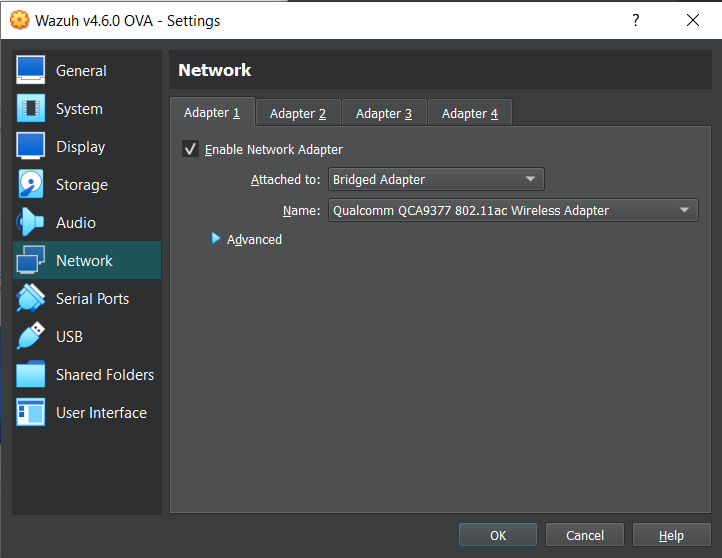 Wazuh v4.6.0 OVA - Settings
?
General
System
Display
Storage
Audio
Network
Serial Ports
USB
Shared Folders
User Interface
Network
Adapter 1
Adapter 2
Adapter 3
Adapter 4
Enable Network Adapter
Attached to: Bridged Adapter
Name: Qualcomm QCA9377 802.11ac Wireless Adapter
Advanced
OK
Cancel
Help